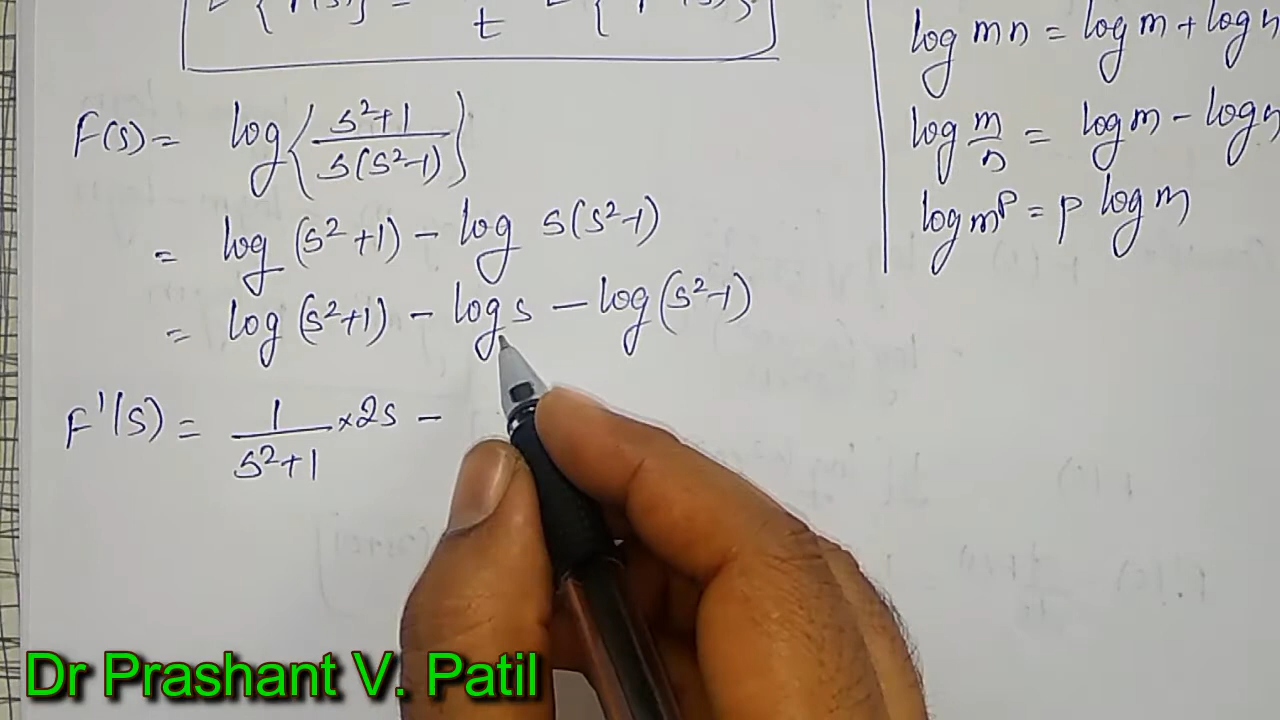 t
F(s) = log{ (s²+1) / (s(s²-1)) }
= log (s²+1) - log s(s²-1)
= log (s²+1) - log s - log (s²-1)
F'(s) = 1/(s²+1) × 2s -
log mn = log m + log n
log m/n = log m - log n
log mᵖ = p log m
Dr Prashant V. Patil